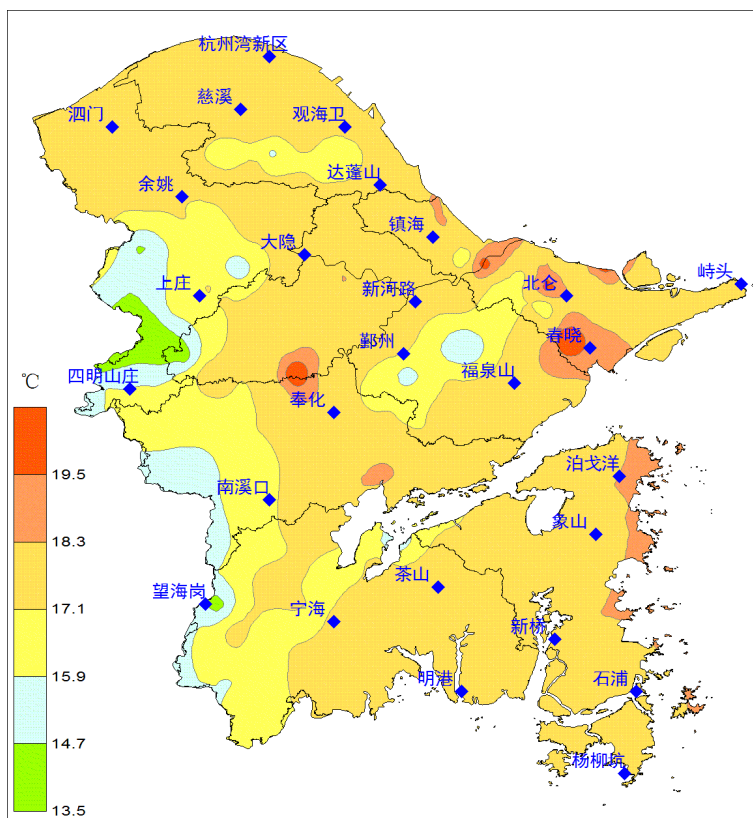 杭州湾新区
慈溪
泗门
观海卫
达蓬山
余姚
镇海
大隐
上庄
新河路
北仑
峙头
鄞州
春晓
四明山庄
福泉山
℃
奉化
19.5
泊戈洋
南溪口
18.3
象山
望海岗
茶山
17.1
宁海
新桥
15.9
明港
石浦
14.7
杨柳坑
13.5